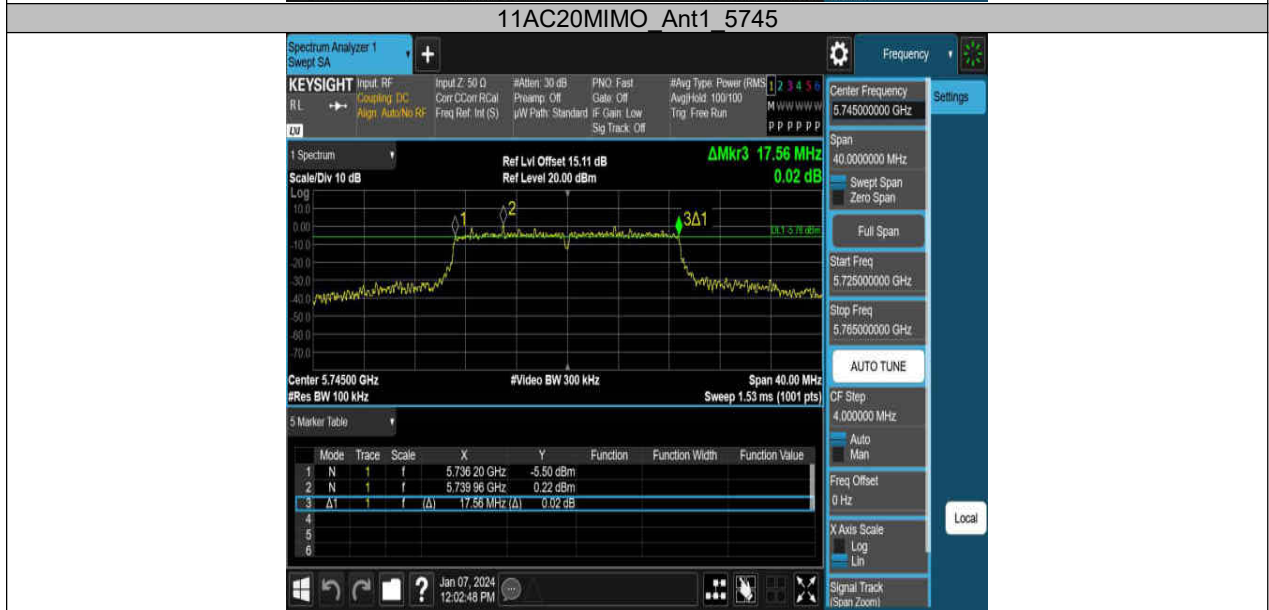 11AC20MIMO_Ant1_5745
Spectrum Analyzer 1
Swept SA
+
Frequency
KEYSIGHT
RL
LXI
Input: RF
Coupling: DC
Align: Auto/No RF
Input Z: 50 Ω
Corr CCorr RCal
Freq Ref: Int (S)
#Atten: 30 dB
Preamp: Off
µW Path: Standard
PNO: Fast
Gate: Off
IF Gain: Low
Sig Track: Off
#Avg Type: Power (RMS
Avg|Hold: 100/100
Trig: Free Run
1 2 3 4 5 6
M W W W W W
P P P P P P
Center Frequency
5.745000000 GHz
Settings
1 Spectrum
Scale/Div 10 dB
Ref Lvl Offset 15.11 dB
Ref Level 20.00 dBm
ΔMkr3 17.56 MHz
0.02 dB
Span
40.0000000 MHz
Swept Span
Zero Span
Full Span
Start Freq
5.725000000 GHz
Stop Freq
5.765000000 GHz
AUTO TUNE
CF Step
4.000000 MHz
Auto
Man
Freq Offset
0 Hz
X Axis Scale
Log
Lin
Signal Track
(Span Zoom)
Local
Log
10.0
0.00
-10.0
-20.0
-30.0
-40.0
-50.0
-60.0
-70.0
1
2
3Δ1
DL1 -5.78 dBm
Center 5.74500 GHz
#Res BW 100 kHz
#Video BW 300 kHz
Span 40.00 MHz
Sweep 1.53 ms (1001 pts)
5 Marker Table
Mode Trace Scale X Y Function Function Width Function Value
1 N 1 f 5.736 20 GHz -5.50 dBm
2 N 1 f 5.739 96 GHz 0.22 dBm
3 Δ1 1 f (Δ) 17.56 MHz (Δ) 0.02 dB
4
5
6
?
Jan 07, 2024
12:02:48 PM